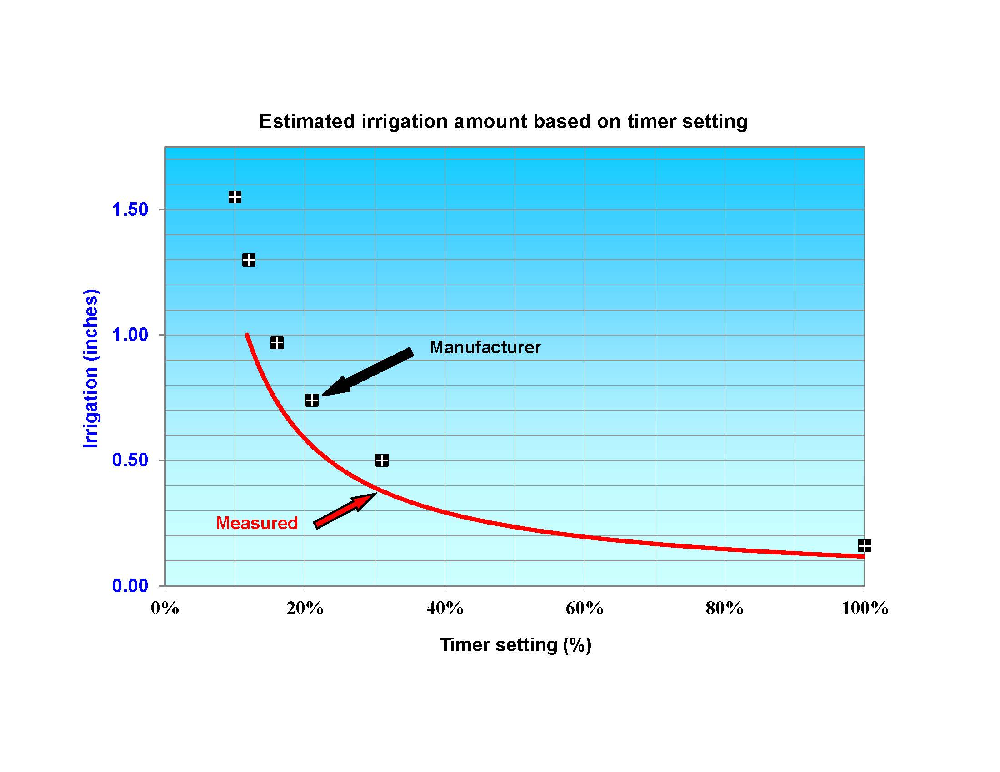 Estimated irrigation amount based on timer setting
1.50
1.00
0.50
0.00
Irrigation (inches)
Manufacturer
Measured
0%
20%
40%
60%
80%
100%
Timer setting (%)